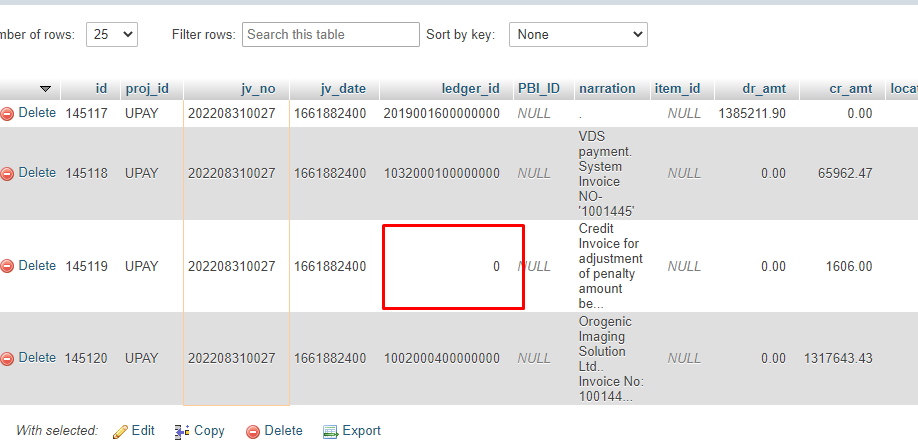 mber of rows: 25 Filter rows: Search this table Sort by key: None
id proj_id jv_no jv_date ledger_id PBI_ID narration item_id dr_amt cr_amt locat
Delete 145117 UPAY 202208310027 1661882400 2019001600000000 NULL . NULL 1385211.90 0.00
Delete 145118 UPAY 202208310027 1661882400 1032000100000000 NULL VDS
payment.
System
Invoice
NO-
'1001445' NULL 0.00 65962.47
Delete 145119 UPAY 202208310027 1661882400 0 NULL Credit
Invoice for
adjustment
of penalty
amount
be... NULL 0.00 1606.00
Delete 145120 UPAY 202208310027 1661882400 1002000400000000 NULL Orogenic
Imaging
Solution
Ltd..
Invoice No:
100144... NULL 0.00 1317643.43
With selected: Edit Copy Delete Export